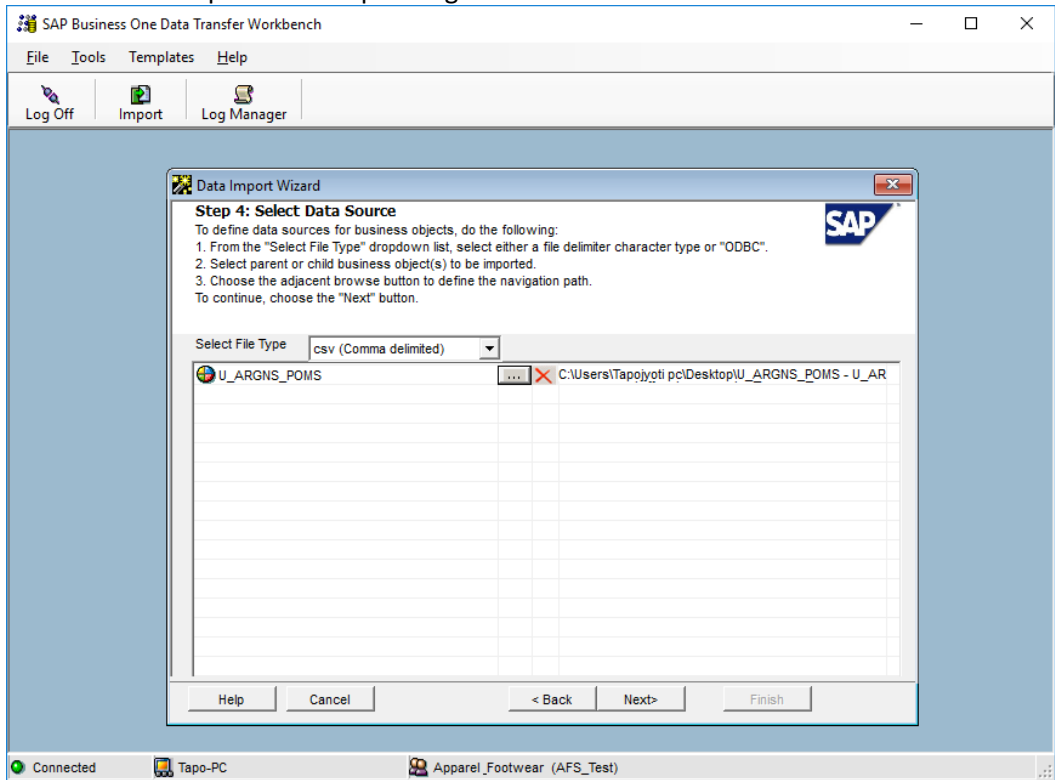 SAP Business One Data Transfer Workbench
File Tools Templates Help
Log Off Import Log Manager
Data Import Wizard
Step 4: Select Data Source
SAP
To define data sources for business objects, do the following:
1. From the "Select File Type" dropdown list, select either a file delimiter character type or "ODBC".
2. Select parent or child business object(s) to be imported.
3. Choose the adjacent browse button to define the navigation path.
To continue, choose the "Next" button.
Select File Type csv (Comma delimited)
U_ARGNS_POMS ... C:\Users\Tapojyoti pc\Desktop\U_ARGNS_POMS - U_AR
Help Cancel < Back Next> Finish
Connected Tapo-PC Apparel_Footwear (AFS_Test)